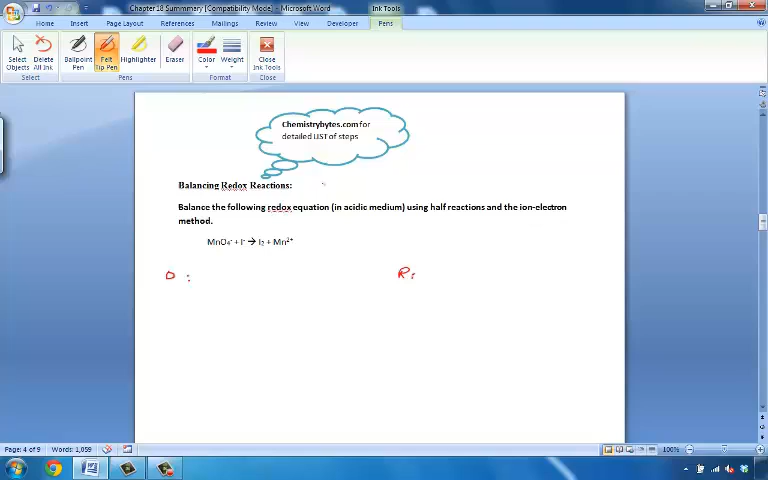 Chapter 18 Summmary [Compatibility Mode] - Microsoft Word
Ink Tools
Home Insert Page Layout References Mailings Review View Developer Pens
Select Objects
Delete All Ink
Ballpoint Pen
Felt Tip Pen
Highlighter
Eraser
Color
Weight
Close Ink Tools
Select Pens Format Close
Chemistrybytes.com for
detailed LIST of steps
Balancing Redox Reactions:
Balance the following redox equation (in acidic medium) using half reactions and the ion-electron
method.
MnO₄⁻ + I⁻ → I₂ + Mn²⁺
O :
R:
Page: 4 of 9 Words: 1,059
100%
7:00 PM